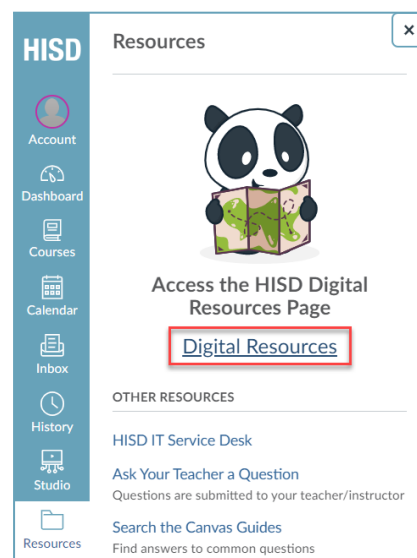 HISD
Account
Dashboard
Courses
Calendar
Inbox
History
Studio
Resources
Resources
×
Access the HISD Digital
Resources Page
Digital Resources
OTHER RESOURCES
HISD IT Service Desk
Ask Your Teacher a Question
Questions are submitted to your teacher/instructor
Search the Canvas Guides
Find answers to common questions